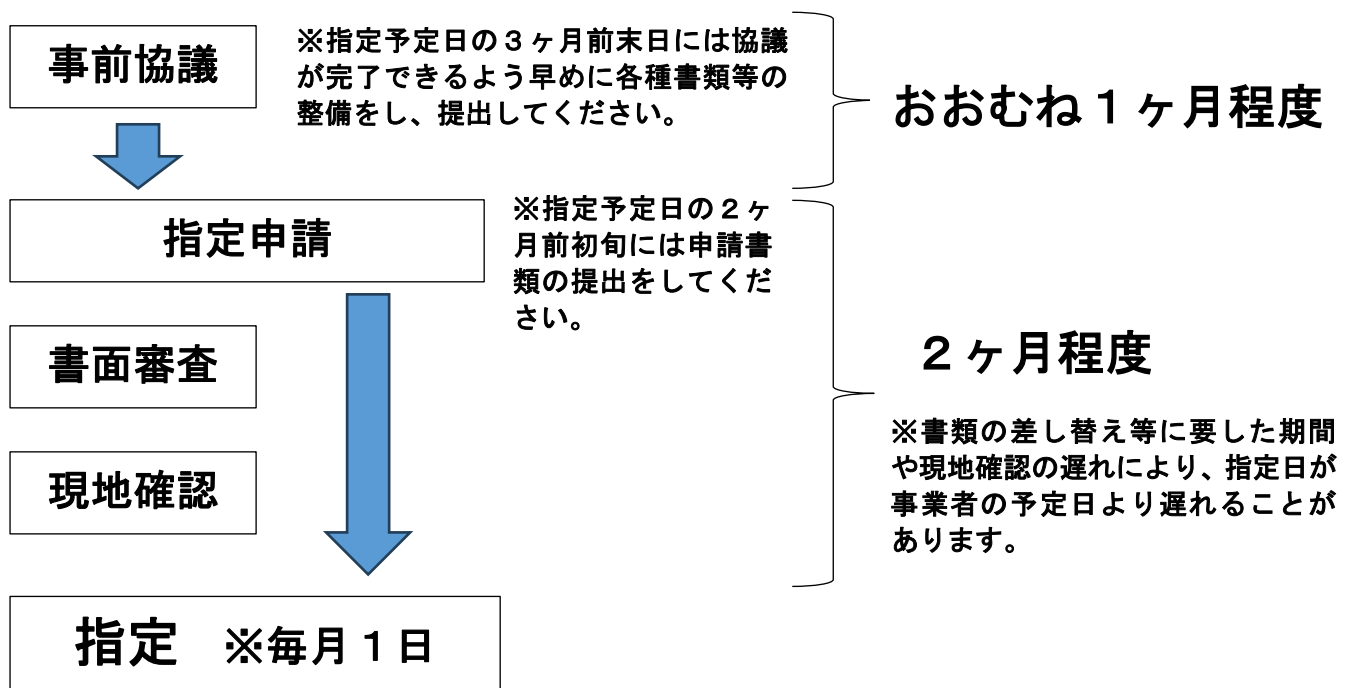 事前協議
※指定予定日の３ヶ月前末日には協議
が完了できるよう早めに各種書類等の
整備をし、提出してください。
おおむね１ヶ月程度
指定申請
※指定予定日の２ヶ
月前初旬には申請書
類の提出をしてくだ
さい。
書面審査
現地確認
２ヶ月程度
※書類の差し替え等に要した期間
や現地確認の遅れにより、指定日が
事業者の予定日より遅れることが
あります。
指定　※毎月１日